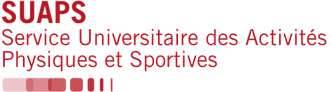 SUAPS
Service Universitaire des Activités
Physiques et Sportives